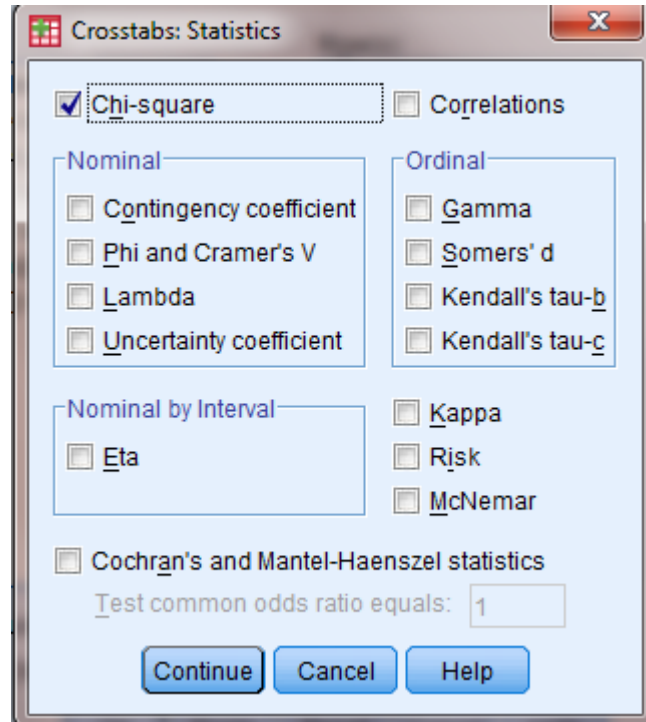 Crosstabs: Statistics
Chi-square
Correlations
Nominal
Contingency coefficient
Phi and Cramer's V
Lambda
Uncertainty coefficient
Ordinal
Gamma
Somers' d
Kendall's tau-b
Kendall's tau-c
Nominal by Interval
Eta
Kappa
Risk
McNemar
Cochran's and Mantel-Haenszel statistics
Test common odds ratio equals: 1
Continue Cancel Help